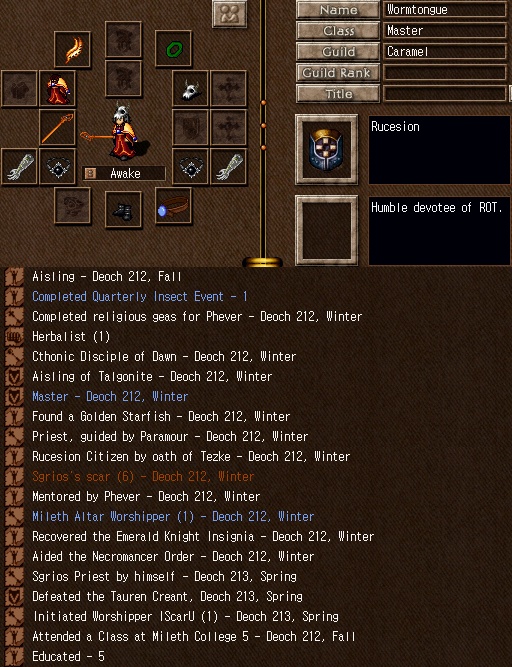 Name Wormtongue
Class Master
Guild Caramel
Guild Rank
Title
Rucesion
Awake
Humble devotee of ROT.
Aisling - Deoch 212, Fall
Completed Quarterly Insect Event - 1
Completed religious geas for Phever - Deoch 212, Winter
Herbalist (1)
Cthonic Disciple of Dawn - Deoch 212, Winter
Aisling of Talgonite - Deoch 212, Winter
Master - Deoch 212, Winter
Found a Golden Starfish - Deoch 212, Winter
Priest, guided by Paramour - Deoch 212, Winter
Rucesion Citizen by oath of Tezke - Deoch 212, Winter
Sgrios's scar (6) - Deoch 212, Winter
Mentored by Phever - Deoch 212, Winter
Mileth Altar Worshipper (1) - Deoch 212, Winter
Recovered the Emerald Knight Insignia - Deoch 212, Winter
Aided the Necromancer Order - Deoch 212, Winter
Sgrios Priest by himself - Deoch 213, Spring
Defeated the Tauren Creant, Deoch 213, Spring
Initiated Worshipper IScarU (1) - Deoch 213, Spring
Attended a Class at Mileth College 5 - Deoch 212, Fall
Educated - 5